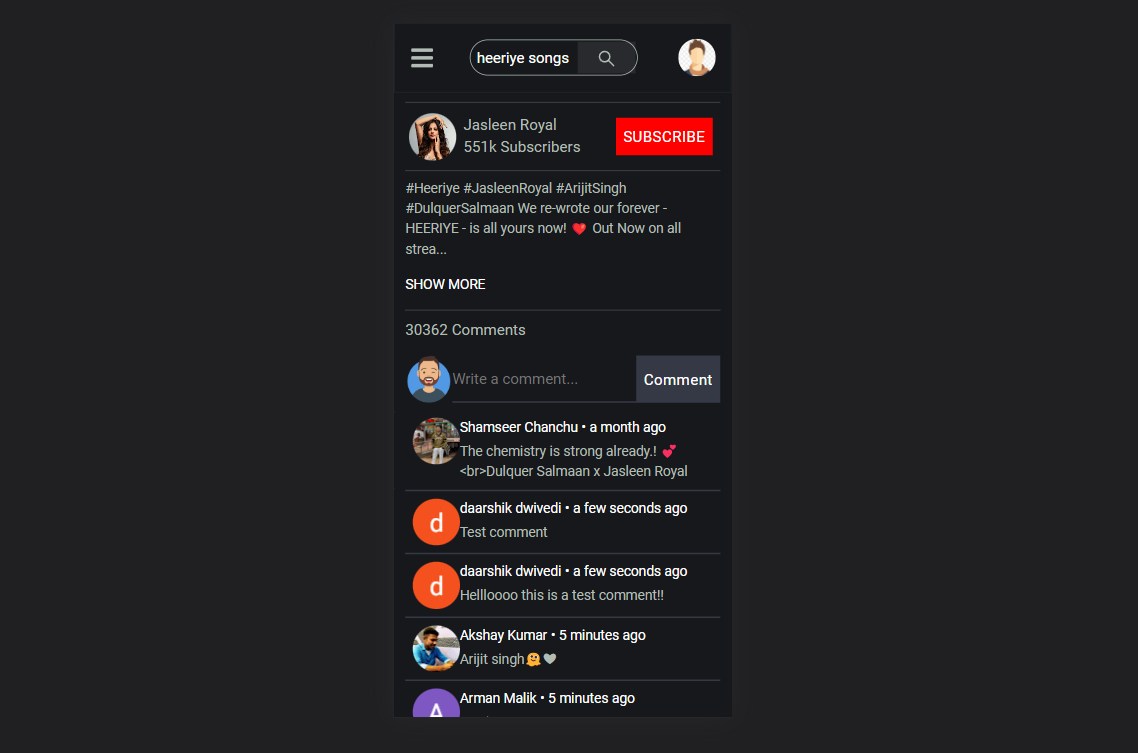 heeriye songs
Jasleen Royal
551k Subscribers
SUBSCRIBE
#Heeriye #JasleenRoyal #ArijitSingh
#DulquerSalmaan We re-wrote our forever -
HEERIYE - is all yours now! ❤️ Out Now on all
strea...
SHOW MORE
30362 Comments
Write a comment...
Comment
Shamseer Chanchu • a month ago
The chemistry is strong already.! 💕
<br>Dulquer Salmaan x Jasleen Royal
d
daarshik dwivedi • a few seconds ago
Test comment
d
daarshik dwivedi • a few seconds ago
Hellloooo this is a test comment!!
Akshay Kumar • 5 minutes ago
Arijit singh🫠🤍
A
Arman Malik • 5 minutes ago